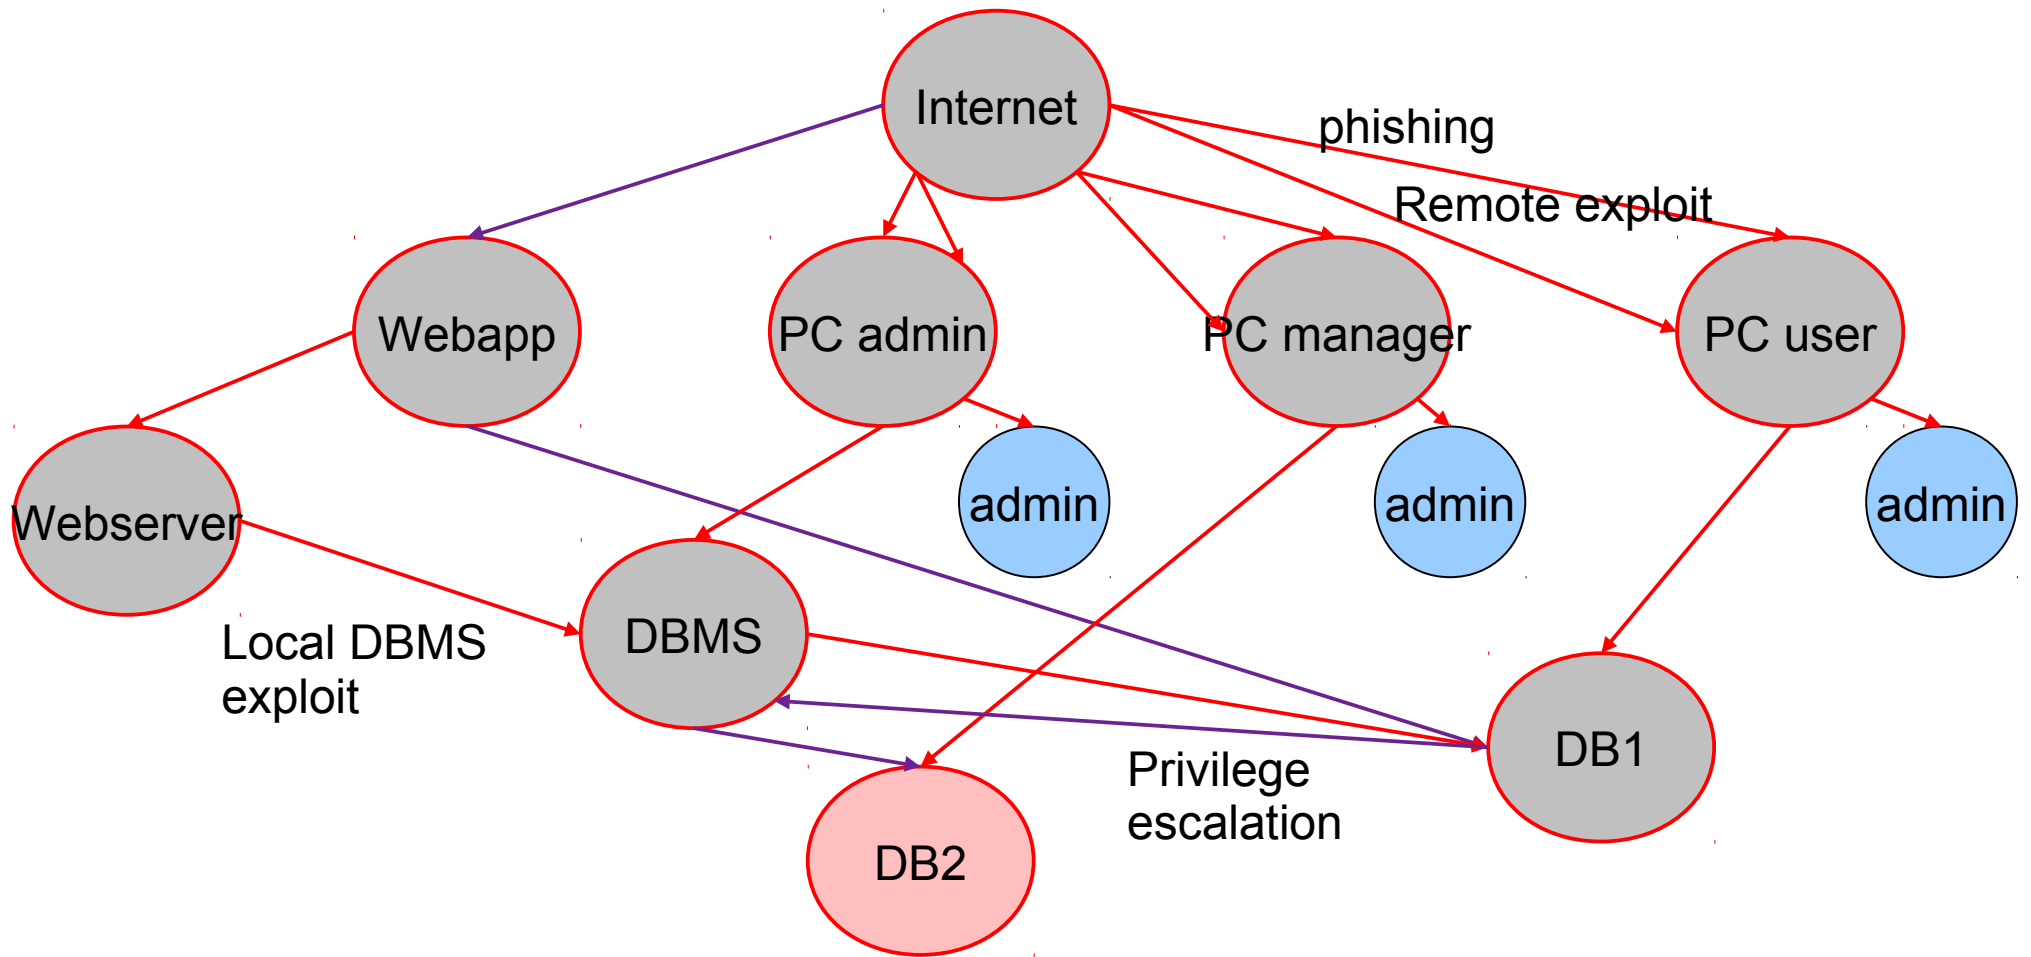 Internet
phishing
Remote exploit
Webapp
PC admin
PC manager
PC user
Webserver
admin
admin
admin
Local DBMS
exploit
DBMS
DB1
Privilege
escalation
DB2